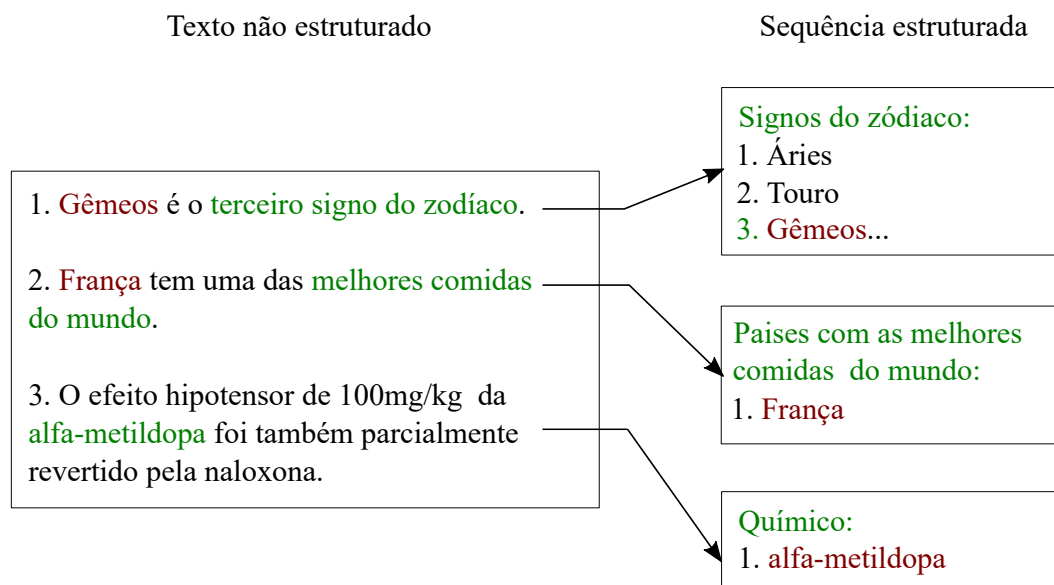 Texto não estruturado
Sequência estruturada
1. Gêmeos é o terceiro signo do zodíaco.
2. França tem uma das melhores comidas
do mundo.
3. O efeito hipotensor de 100mg/kg  da
alfa-metildopa foi também parcialmente
revertido pela naloxona.
Signos do zódiaco:
1. Áries
2. Touro
3. Gêmeos...
Paises com as melhores
comidas  do mundo:
1. França
Químico:
1. alfa-metildopa